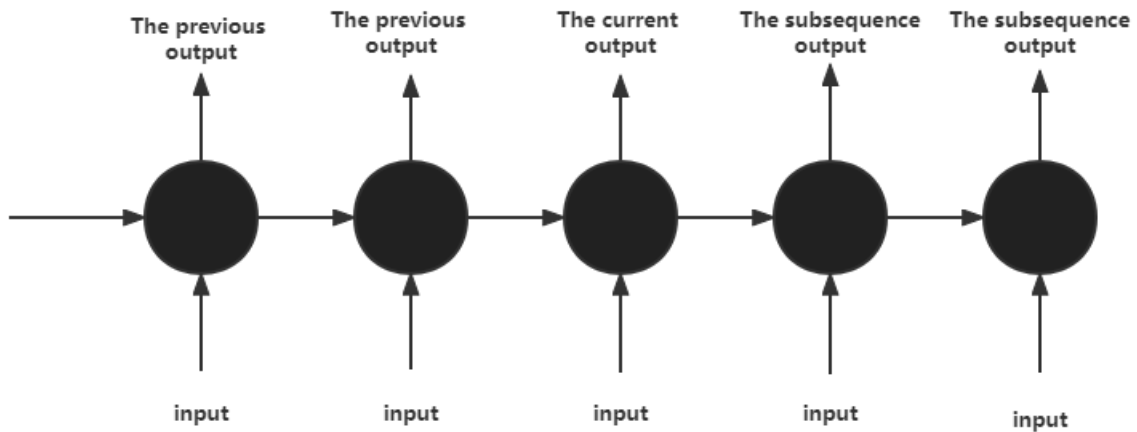 The previous
output
The previous
output
The current
output
The subsequence
output
The subsequence
output
input
input
input
input
input